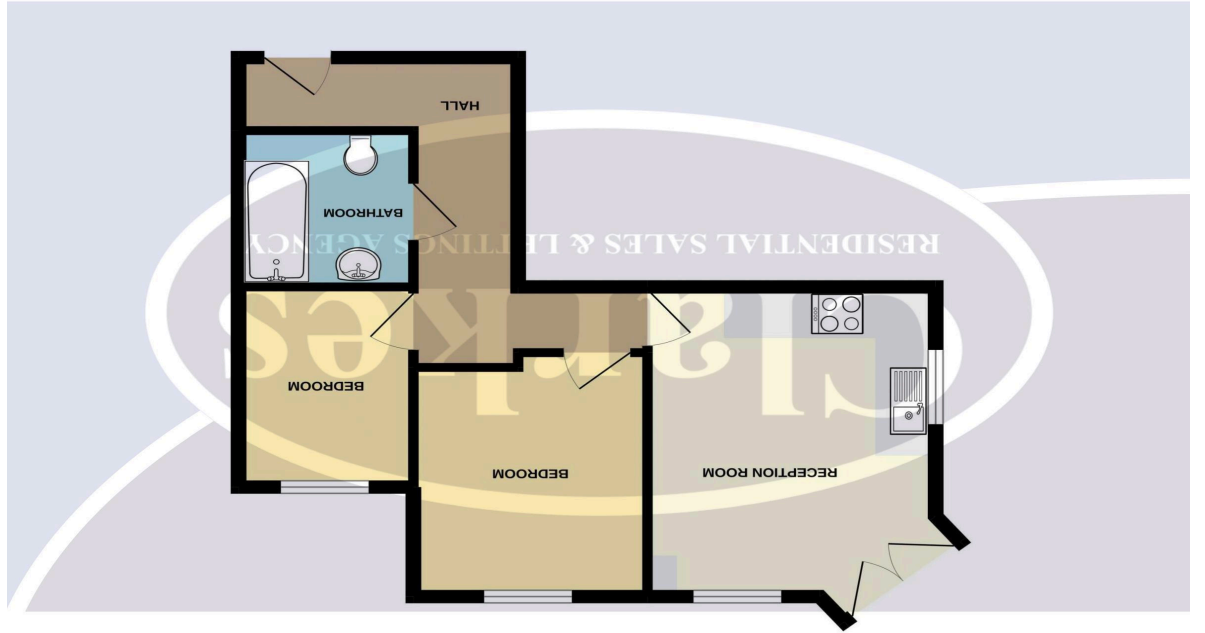 RECEPTION ROOM
BEDROOM
BEDROOM
Clarkes
RESIDENTIAL SALES & LETTINGS AGENCY
BATHROOM
HALL